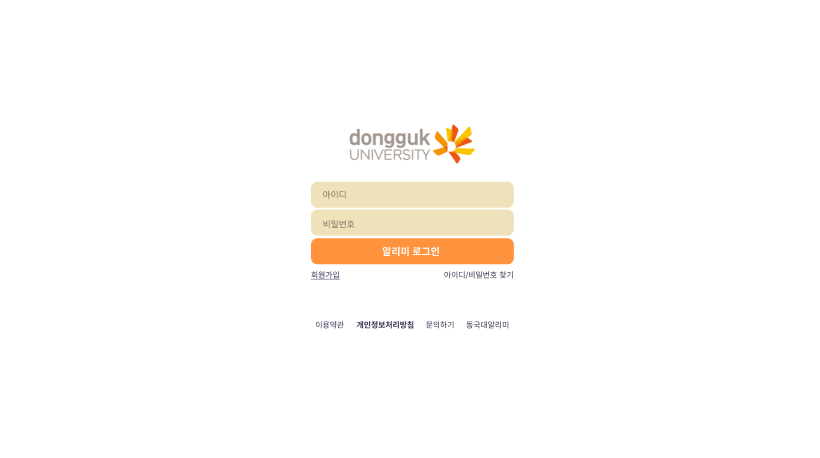 dongguk
UNIVERSITY
아이디
비밀번호
알리미 로그인
회원가입 아이디/비밀번호 찾기
이용약관 개인정보처리방침 문의하기 동국대알리미